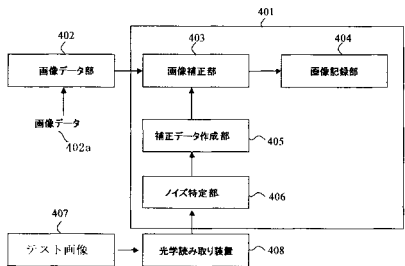 401
402
403
404
画像データ部
画像補正部
画像記録部
画像データ
402a
補正データ作成部
405
ノイズ特定部
406
407
テスト画像
光学読み取り装置
408